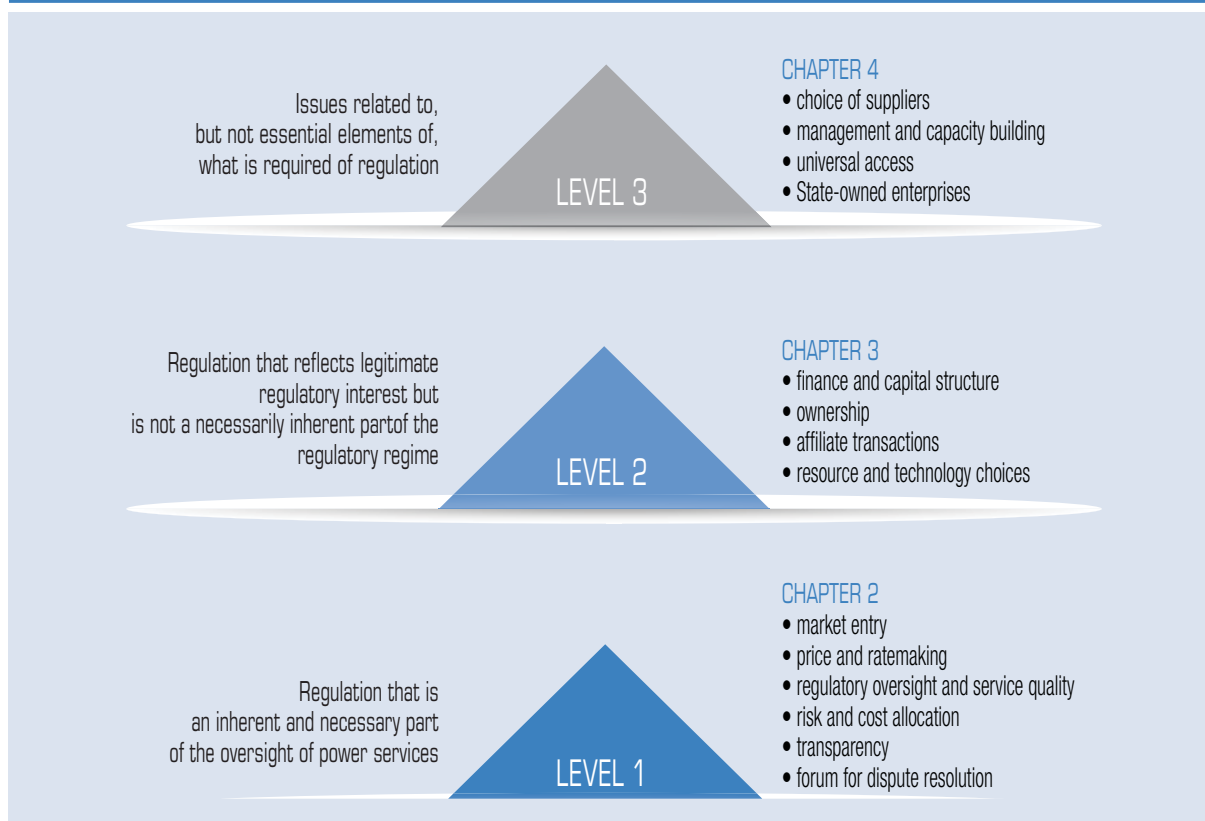 Issues related to,
but not essential elements of,
what is required of regulation
LEVEL 3
CHAPTER 4
• choice of suppliers
• management and capacity building
• universal access
• State-owned enterprises
Regulation that reflects legitimate
regulatory interest but
is not a necessarily inherent partof the
regulatory regime
LEVEL 2
CHAPTER 3
• finance and capital structure
• ownership
• affiliate transactions
• resource and technology choices
Regulation that is
an inherent and necessary part
of the oversight of power services
LEVEL 1
CHAPTER 2
• market entry
• price and ratemaking
• regulatory oversight and service quality
• risk and cost allocation
• transparency
• forum for dispute resolution